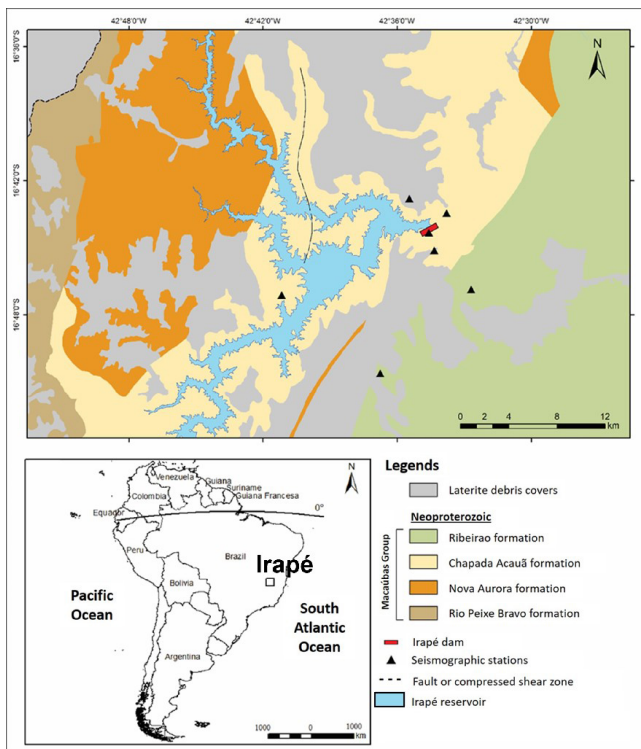 42°48'0"W
42°42'0"W
42°36'0"W
42°30'0"W
16°36'0"S
16°42'0"S
16°48'0"S
N
0 2 4 8 12
km
Venezuela
Guiana
Suriname
Guiana Francesa
Colombia
Equador
0°
Peru
Brazil
Irapé
Bolivia
Pacific
Ocean
South
Atlantic
Ocean
Argentina
N
1000 0 1000
km
Legends
Laterite debris covers
Neoproterozoic
Macaúbas Group
Ribeirao formation
Chapada Acauã formation
Nova Aurora formation
Rio Peixe Bravo formation
Irapé dam
Seismographic stations
Fault or compressed shear zone
Irapé reservoir